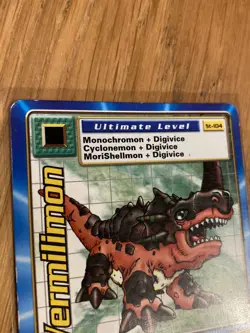 Ultimate Level
St-104
Monochromon + Digivice
Cyclonemon + Digivice
MoriShellmon + Digivice
Vermilimon